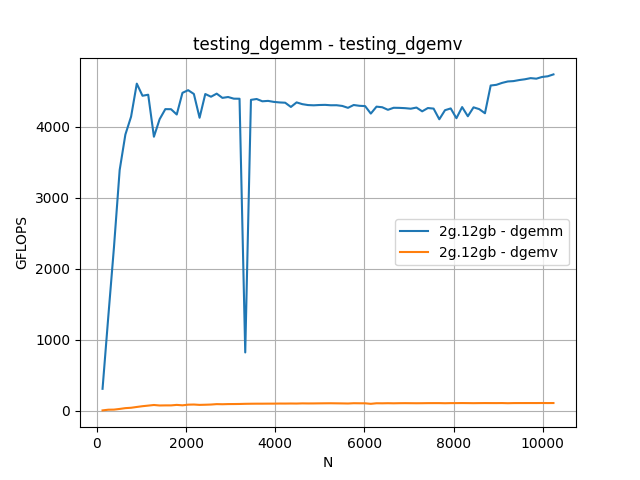 testing_dgemm - testing_dgemv
GFLOPS
4000
3000
2000
1000
0
2g.12gb - dgemm
2g.12gb - dgemv
0 2000 4000 6000 8000 10000
N